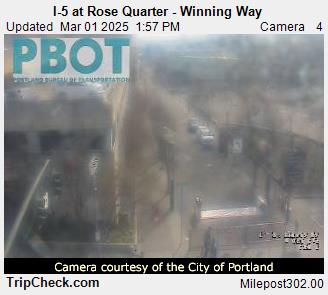 I-5 at Rose Quarter - Winning Way
Updated Mar 01 2025 1:57 PM Camera 4
PBOT
PORTLAND BUREAU OF TRANSPORTATION
Camera courtesy of the City of Portland
TripCheck.com Milepost302.00